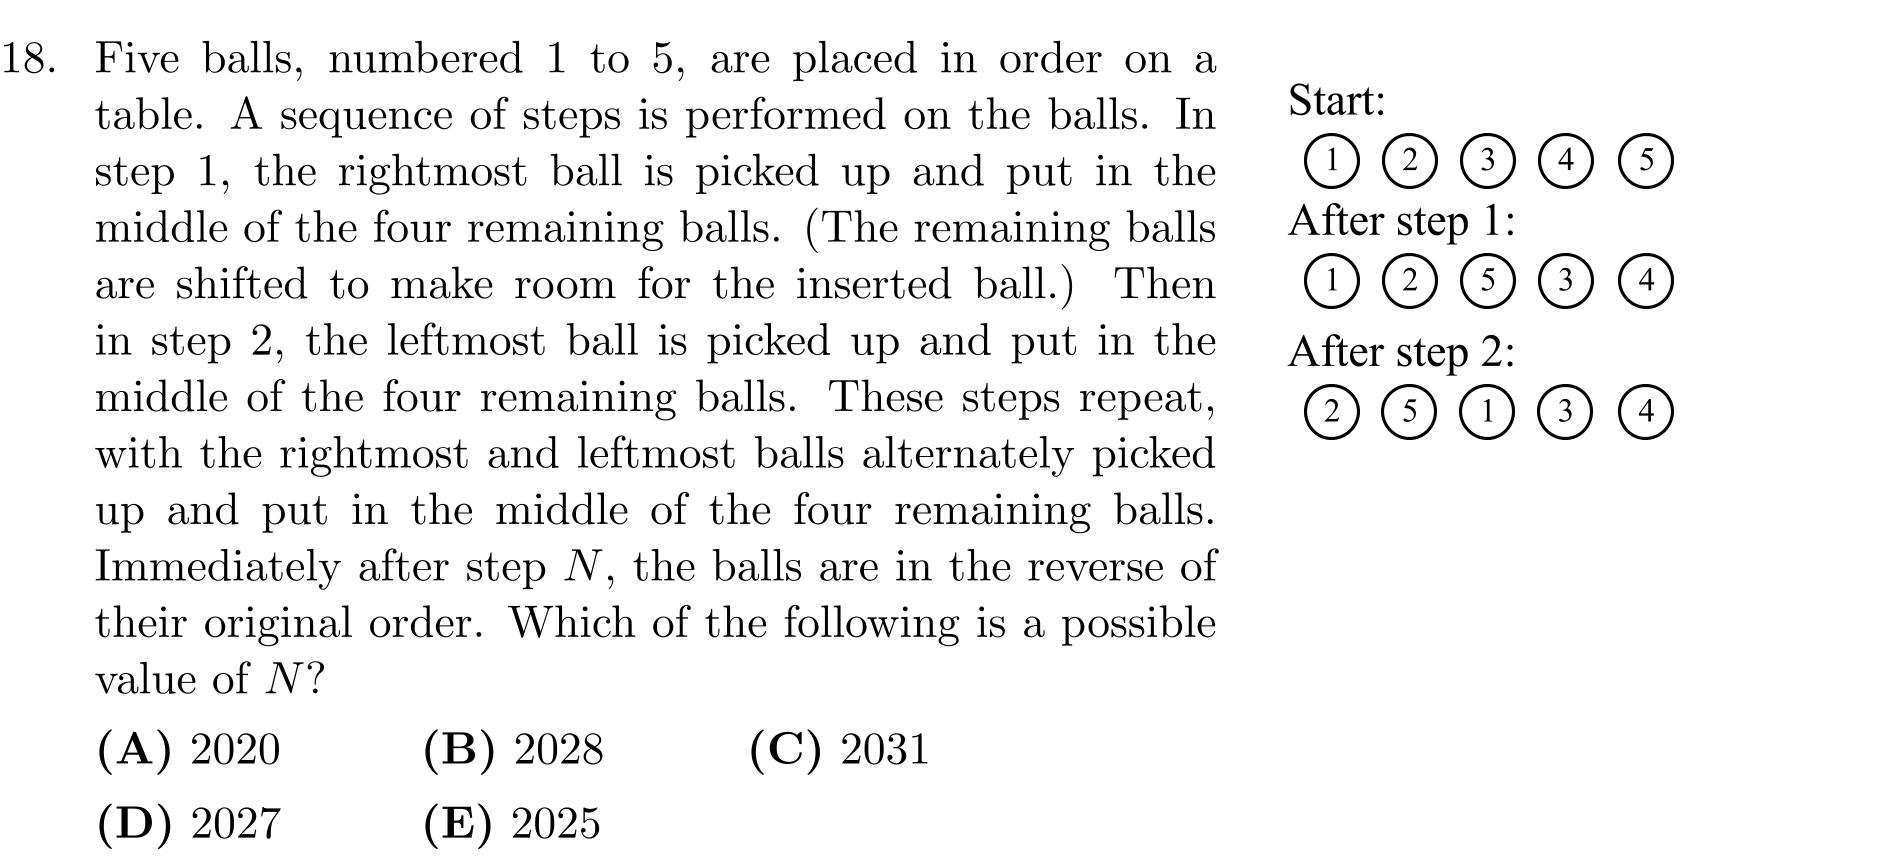 18. Five balls, numbered 1 to 5, are placed in order on a
table. A sequence of steps is performed on the balls. In
step 1, the rightmost ball is picked up and put in the
middle of the four remaining balls. (The remaining balls
are shifted to make room for the inserted ball.) Then
in step 2, the leftmost ball is picked up and put in the
middle of the four remaining balls. These steps repeat,
with the rightmost and leftmost balls alternately picked
up and put in the middle of the four remaining balls.
Immediately after step N, the balls are in the reverse of
their original order. Which of the following is a possible
value of N?
(A) 2020 (B) 2028 (C) 2031
(D) 2027 (E) 2025
Start:
1 2 3 4 5
After step 1:
1 2 5 3 4
After step 2:
2 5 1 3 4